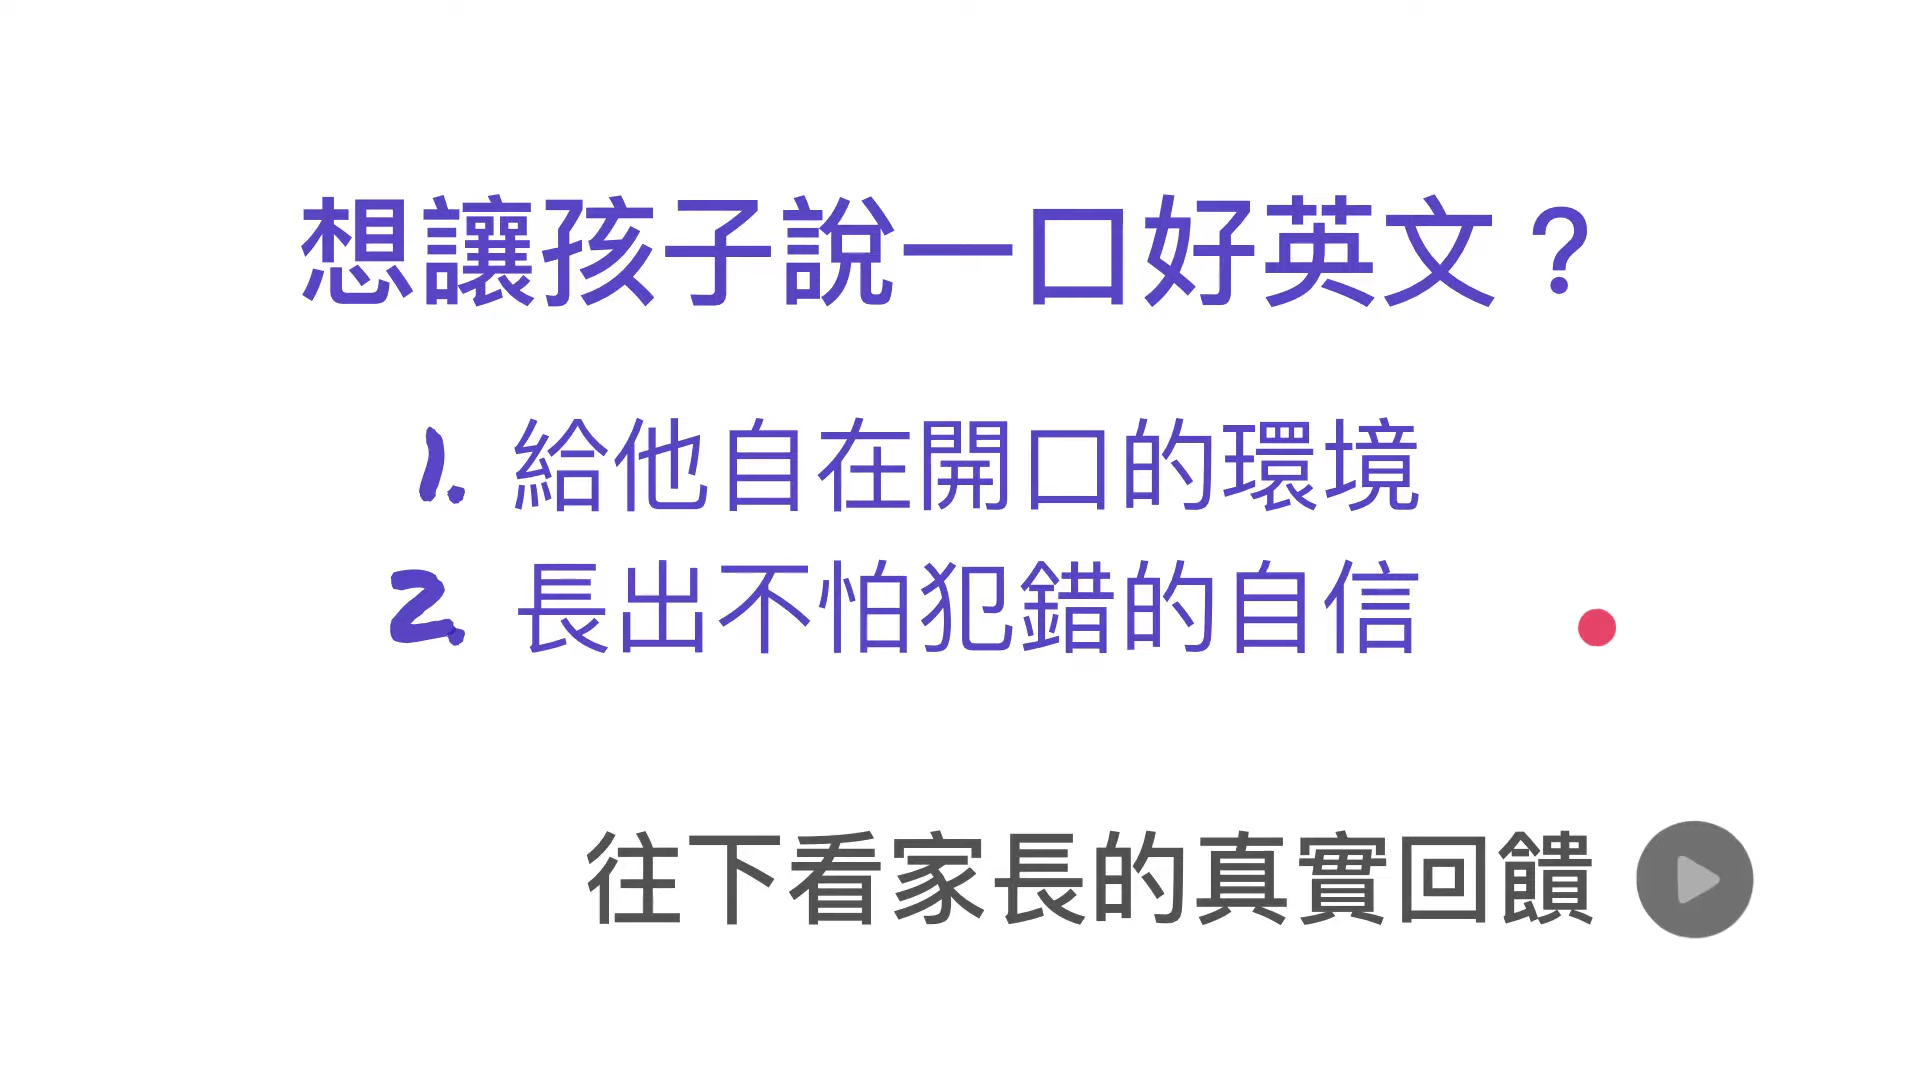 想讓孩子說一口好英文？
1. 給他自在開口的環境
2. 長出不怕犯錯的自信
往下看家長的真實回饋